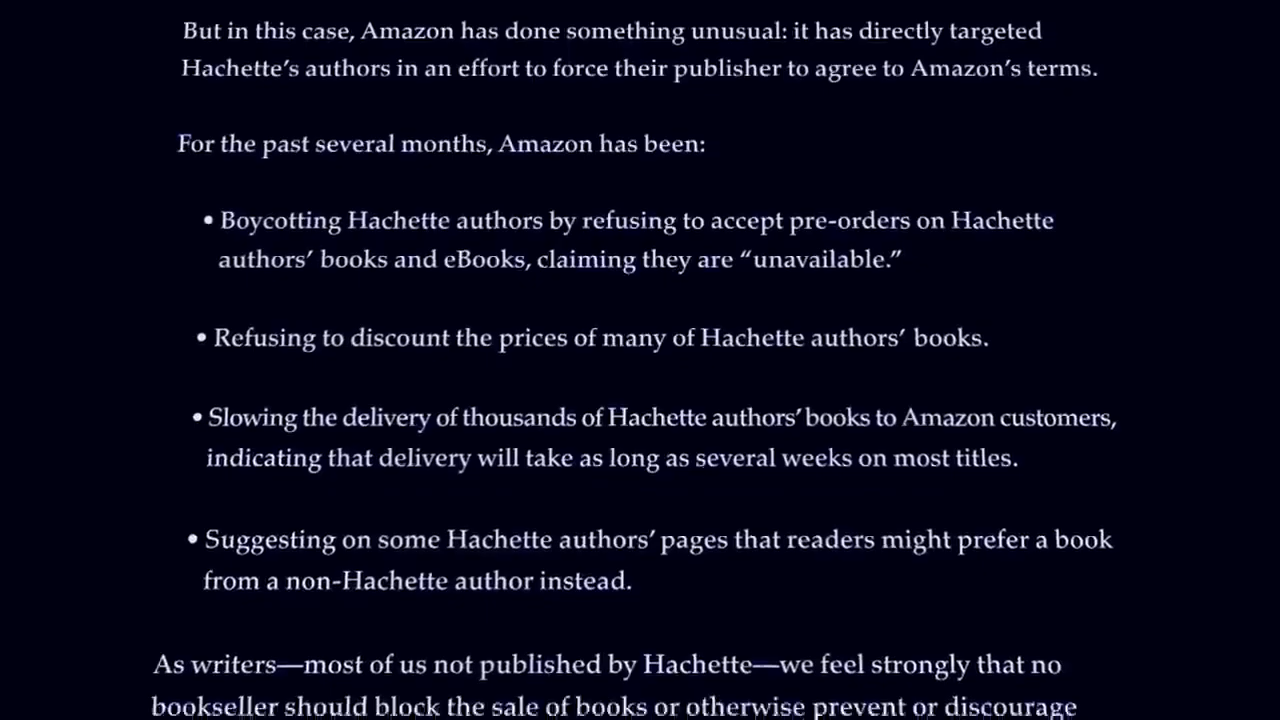 But in this case, Amazon has done something unusual: it has directly targeted
Hachette’s authors in an effort to force their publisher to agree to Amazon’s terms.
For the past several months, Amazon has been:
• Boycotting Hachette authors by refusing to accept pre-orders on Hachette
authors’ books and eBooks, claiming they are “unavailable.”
• Refusing to discount the prices of many of Hachette authors’ books.
• Slowing the delivery of thousands of Hachette authors’ books to Amazon customers,
indicating that delivery will take as long as several weeks on most titles.
• Suggesting on some Hachette authors’ pages that readers might prefer a book
from a non-Hachette author instead.
As writers—most of us not published by Hachette—we feel strongly that no
bookseller should block the sale of books or otherwise prevent or discourage